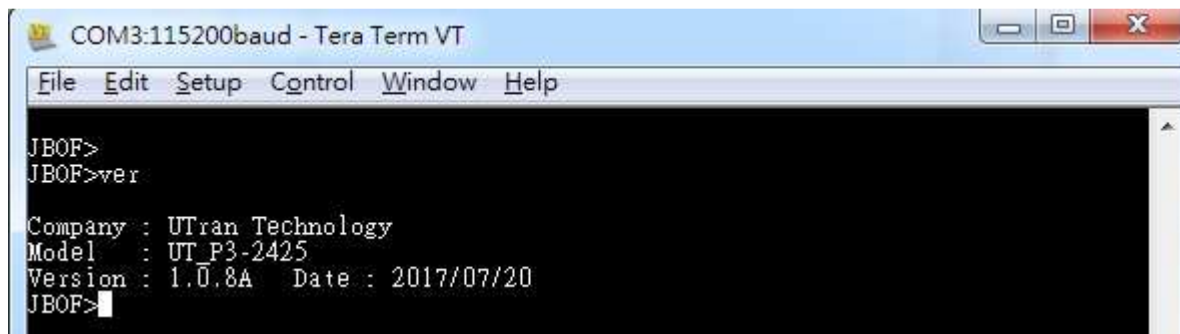 COM3:115200baud - Tera Term VT
File Edit Setup Control Window Help
JBOF>
JBOF>ver
Company : UTran Technology
Model   : UT_P3-2425
Version : 1.0.8A   Date : 2017/07/20
JBOF>